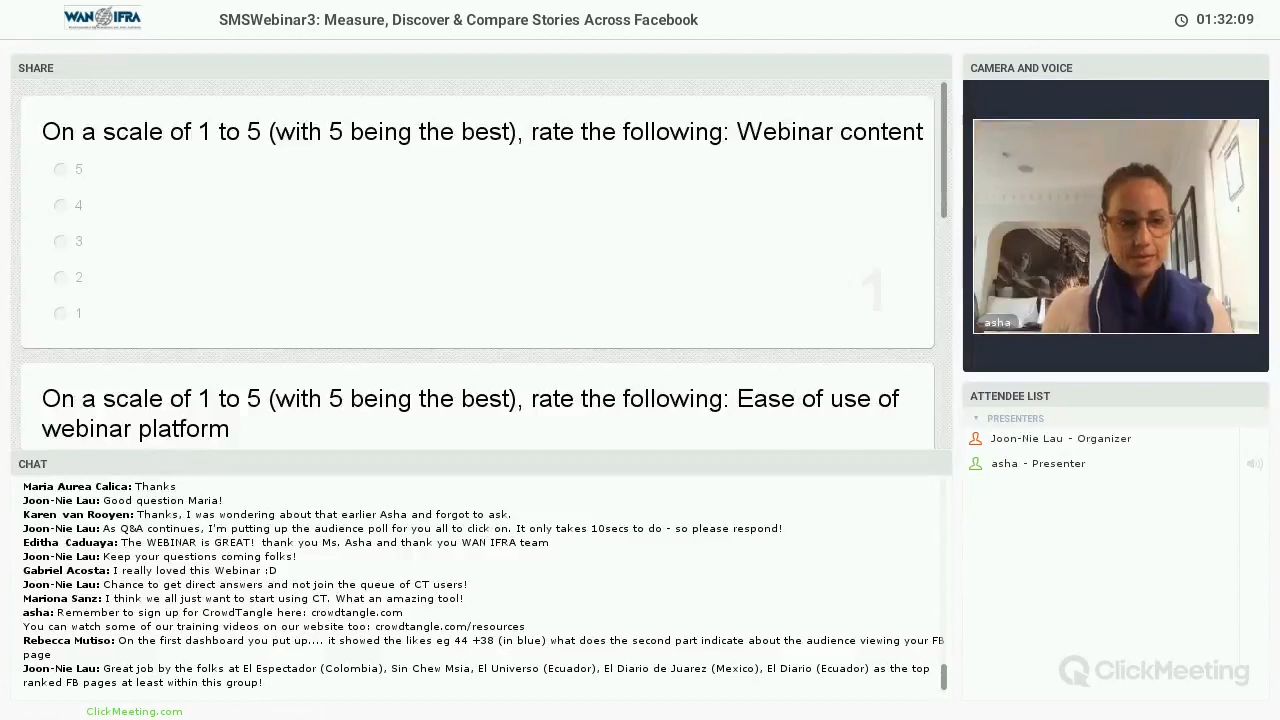 WAN IFRA
SMSWebinar3: Measure, Discover & Compare Stories Across Facebook
01:32:09
SHARE
On a scale of 1 to 5 (with 5 being the best), rate the following: Webinar content
5
4
3
2
1
1
On a scale of 1 to 5 (with 5 being the best), rate the following: Ease of use of
webinar platform
CHAT
Maria Aurea Calica: Thanks
Joon-Nie Lau: Good question Maria!
Karen van Rooyen: Thanks, I was wondering about that earlier Asha and forgot to ask.
Joon-Nie Lau: As Q&A continues, I'm putting up the audience poll for you all to click on. It only takes 10secs to do - so please respond!
Editha Caduaya: The WEBINAR is GREAT! thank you Ms. Asha and thank you WAN IFRA team
Joon-Nie Lau: Keep your questions coming folks!
Gabriel Acosta: I really loved this Webinar :D
Joon-Nie Lau: Chance to get direct answers and not join the queue of CT users!
Mariona Sanz: I think we all just want to start using CT. What an amazing tool!
asha: Remember to sign up for CrowdTangle here: crowdtangle.com
You can watch some of our training videos on our website too: crowdtangle.com/resources
Rebecca Mutiso: On the first dashboard you put up.... it showed the likes eg 44 +38 (in blue) what does the second part indicate about the audience viewing your FB
page
Joon-Nie Lau: Great job by the folks at El Espectador (Colombia), Sin Chew Msia, El Universo (Ecuador), El Diario de Juarez (Mexico), El Diario (Ecuador) as the top
ranked FB pages at least within this group!
ClickMeeting.com
CAMERA AND VOICE
asha
ATTENDEE LIST
PRESENTERS
Joon-Nie Lau - Organizer
asha - Presenter
ClickMeeting